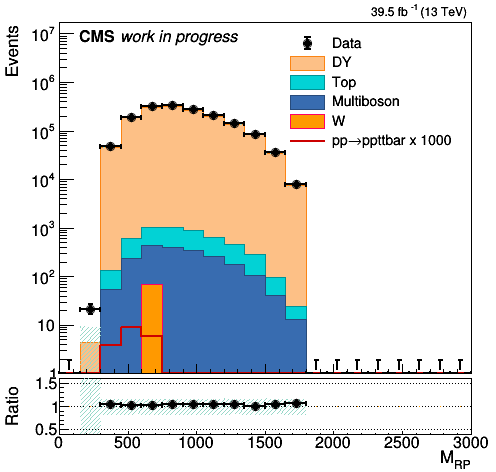 39.5 fb⁻¹ (13 TeV)
Events
CMS work in progress
Data
DY
Top
Multiboson
W
pp→ppttbar x 1000
10⁷
10⁶
10⁵
10⁴
10³
10²
10
1
Ratio
1.5
1
0.5
0 500 1000 1500 2000 2500 3000
M_RP